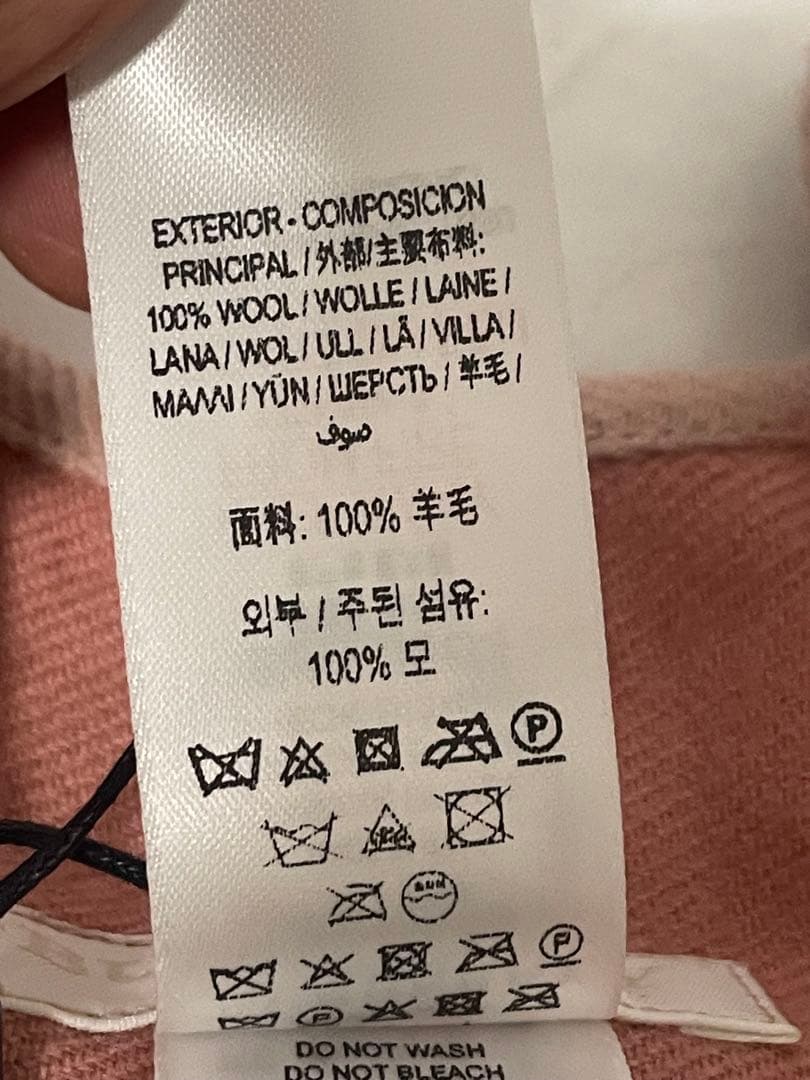 EXTERIOR - COMPOSICION
PRINCIPAL / 外部/主要布料:
100% WOOL / WOLLE / LAINE /
LANA / WOL / ULL / LÃ / VILLA /
ΜΑΛΛΙ / YÜN / ШЕРСТЬ / 羊毛 /
صوف
面料: 100% 羊毛
외부 / 주된 섬유:
100% 모
P
P
P
DO NOT WASH
DO NOT BLEACH